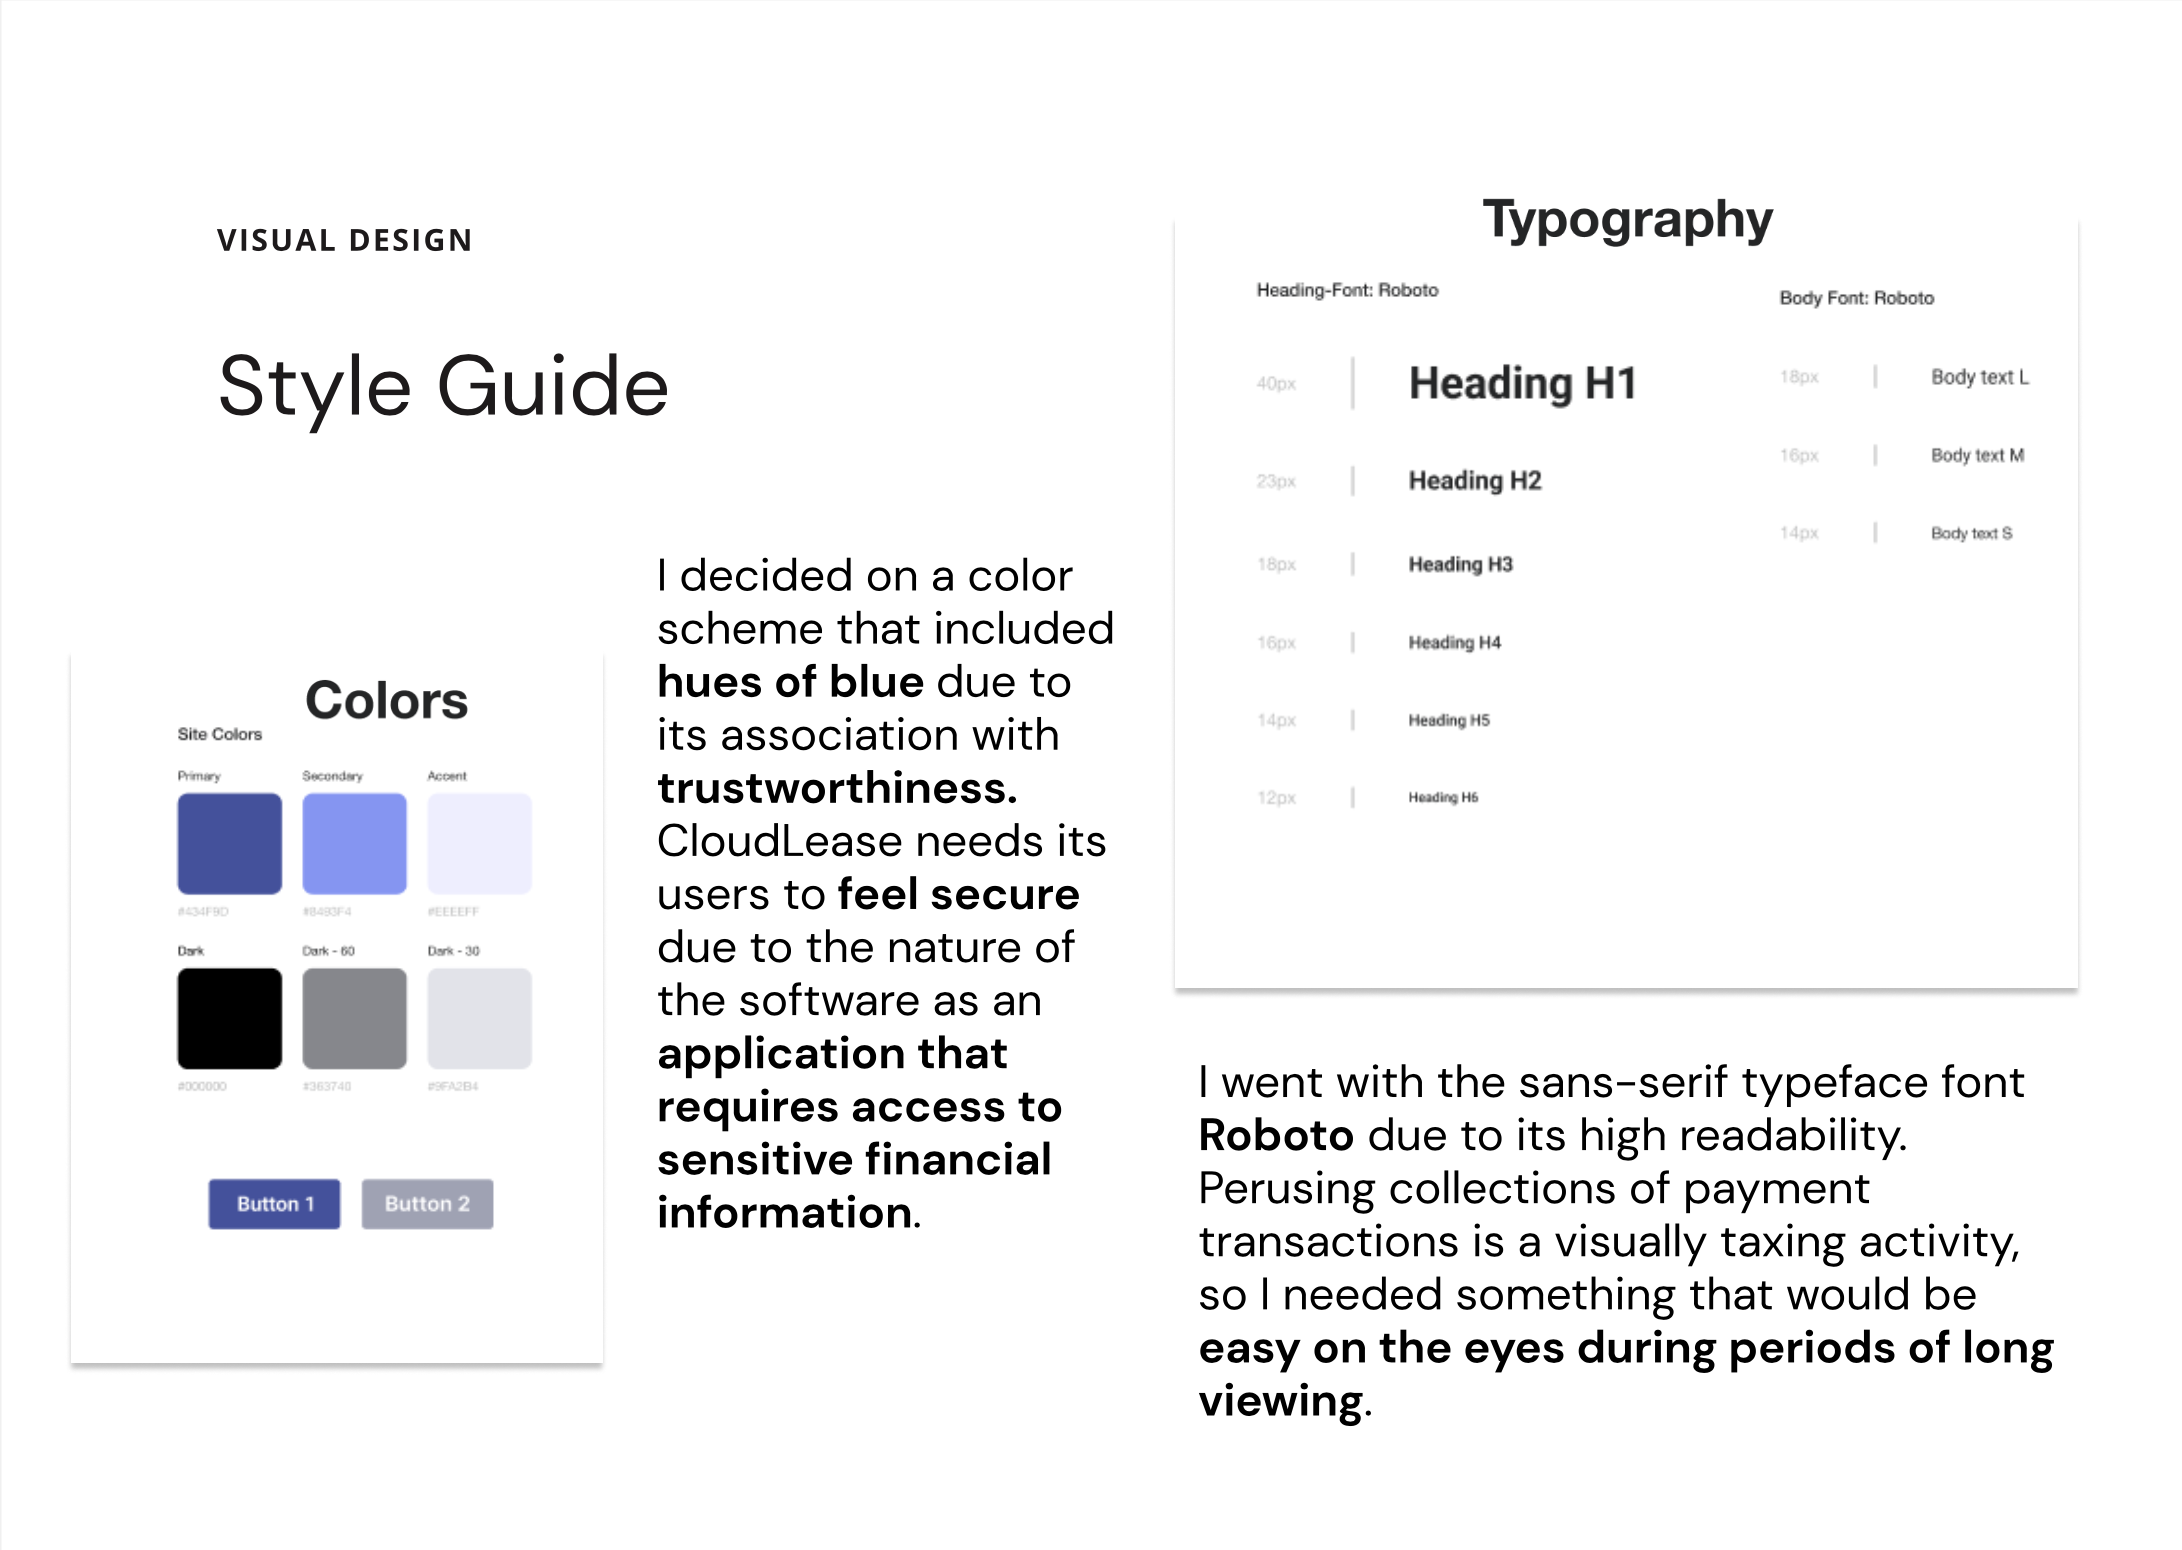 VISUAL DESIGN
Style Guide
Colors
Site Colors
Primary Secondary Accent
#434F9D #8493F4 #EEEEFF
Dark Dark - 60 Dark - 30
#000000 #363740 #9FA2B4
Button 1 Button 2
I decided on a color
scheme that included
hues of blue due to
its association with
trustworthiness.
CloudLease needs its
users to feel secure
due to the nature of
the software as an
application that
requires access to
sensitive financial
information.
Typography
Heading-Font: Roboto
40px Heading H1
23px Heading H2
18px Heading H3
16px Heading H4
14px Heading H5
12px Heading H6
Body Font: Roboto
18px Body text L
16px Body text M
14px Body text S
I went with the sans-serif typeface font
Roboto due to its high readability.
Perusing collections of payment
transactions is a visually taxing activity,
so I needed something that would be
easy on the eyes during periods of long
viewing.